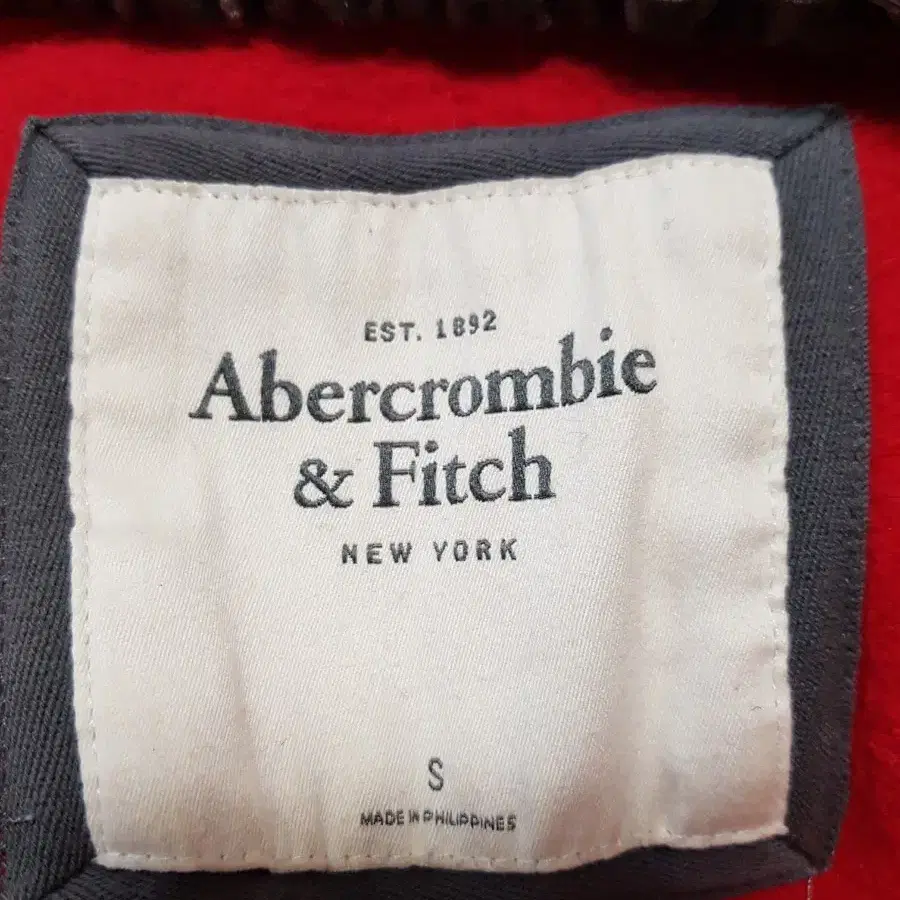 EST. 1892
Abercrombie
& Fitch
NEW YORK
S
MADE IN PHILIPPINES